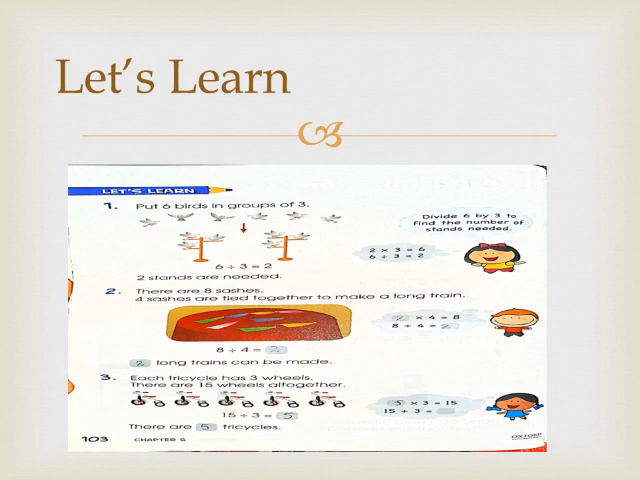 Let's Learn
LET'S LEARN
1. Put 6 birds in groups of 3.
Divide 6 by 3 to
find the number of
stands needed.
2 × 3 = 6
6 ÷ 3 = 2
6 ÷ 3 = 2
2 stands are needed.
2. There are 8 sashes.
4 sashes are tied together to make a long train.
2 × 4 = 8
8 ÷ 4 = 2
8 ÷ 4 = 2
2 long trains can be made.
3. Each tricycle has 3 wheels.
There are 15 wheels altogether.
5 × 3 = 15
15 ÷ 3 =
15 ÷ 3 = 5
There are 5 tricycles.
103 CHAPTER 6
OXFORD